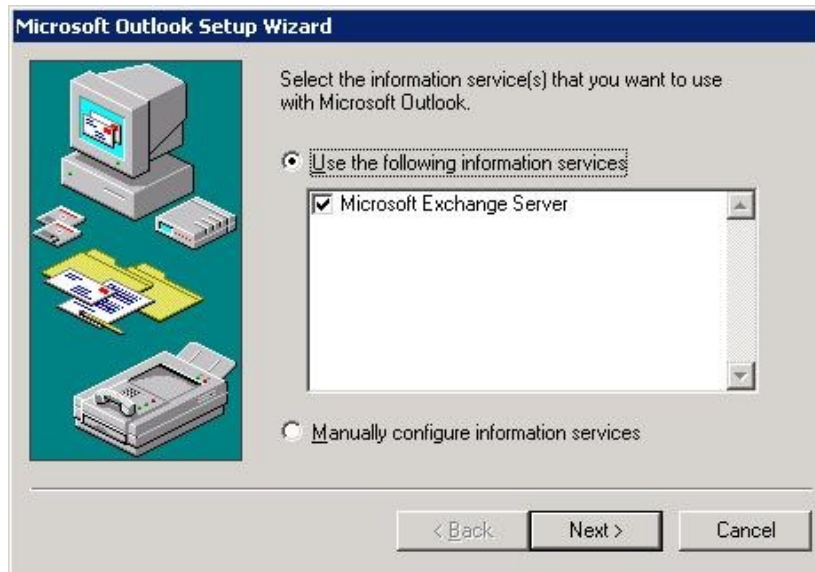 Microsoft Outlook Setup Wizard
Select the information service(s) that you want to use
with Microsoft Outlook.
Use the following information services
Microsoft Exchange Server
Manually configure information services
< Back
Next >
Cancel